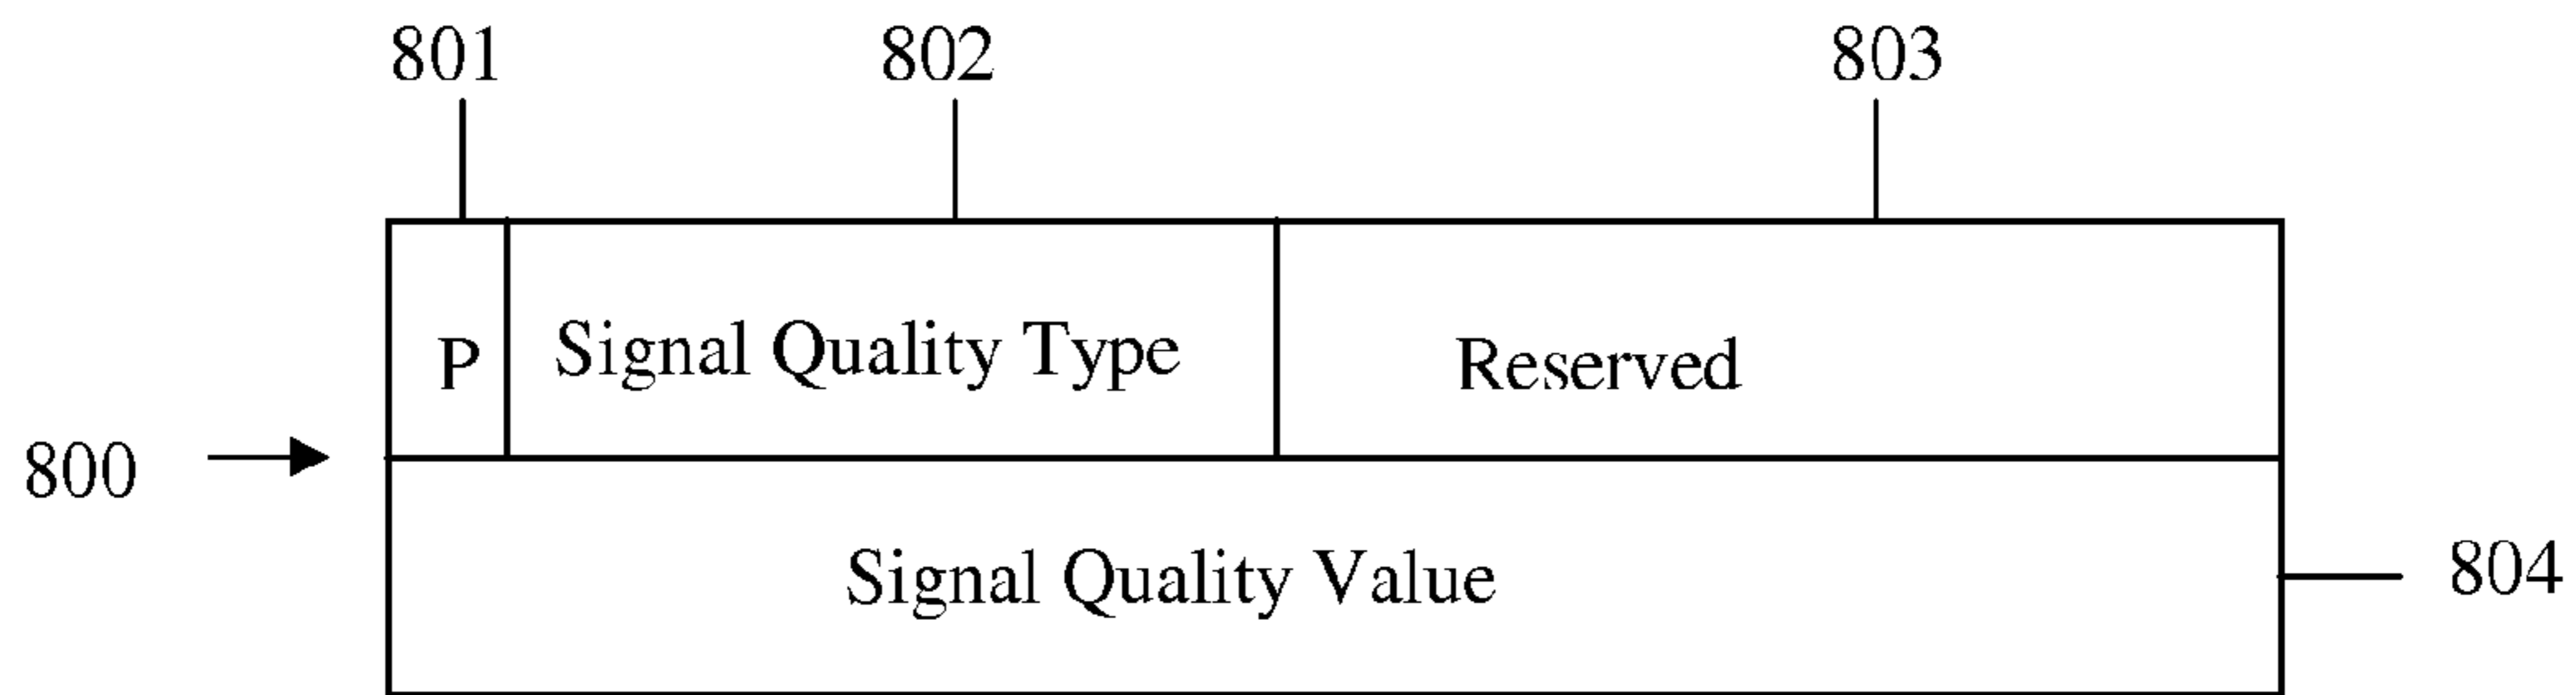 801 802 803
P Signal Quality Type Reserved
800
Signal Quality Value 804